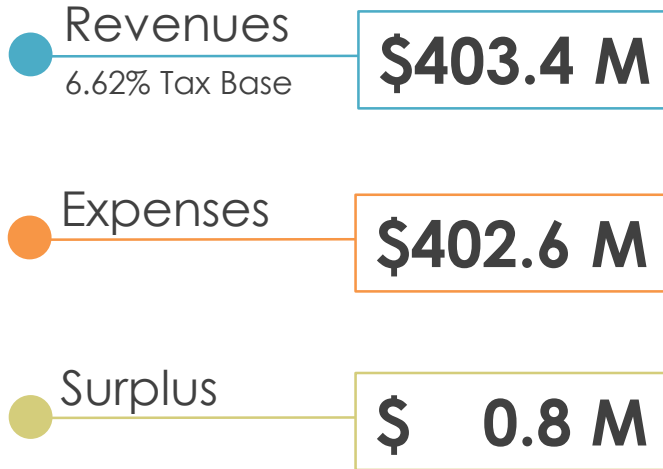 Revenues
$403.4 M
6.62% Tax Base
Expenses
$402.6 M
Surplus
$ 0.8 M